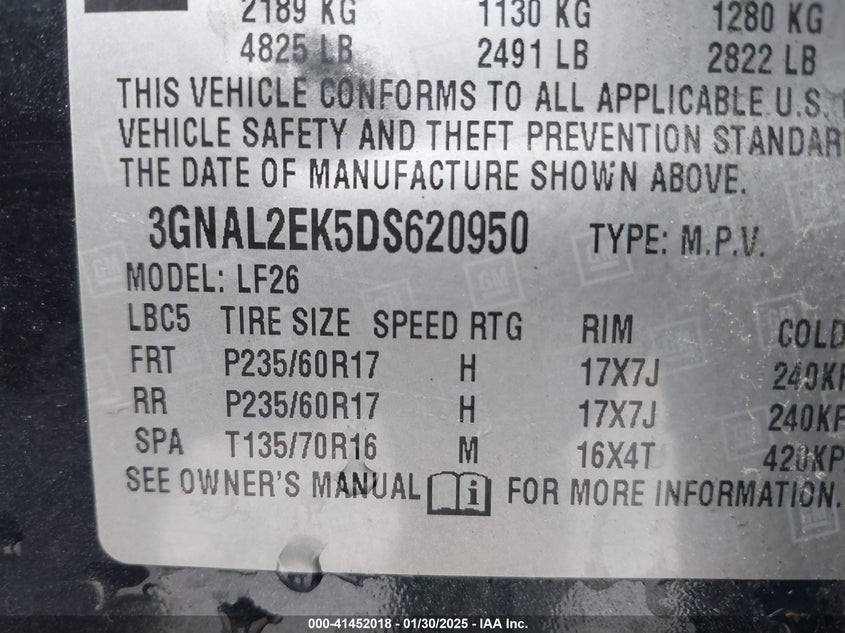 2189 KG 1130 KG 1280 KG
4825 LB 2491 LB 2822 LB
THIS VEHICLE CONFORMS TO ALL APPLICABLE U.S.
VEHICLE SAFETY AND THEFT PREVENTION STANDAR
THE DATE OF MANUFACTURE SHOWN ABOVE.
3GNAL2EK5DS620950 TYPE: M.P.V.
MODEL: LF26
LBC5 TIRE SIZE SPEED RTG RIM COLD
FRT P235/60R17 H 17X7J 240KP
RR P235/60R17 H 17X7J 240KP
SPA T135/70R16 M 16X4T 420KP
SEE OWNER'S MANUAL i FOR MORE INFORMATION.
000-41452018 - 01/30/2025 - IAA Inc.